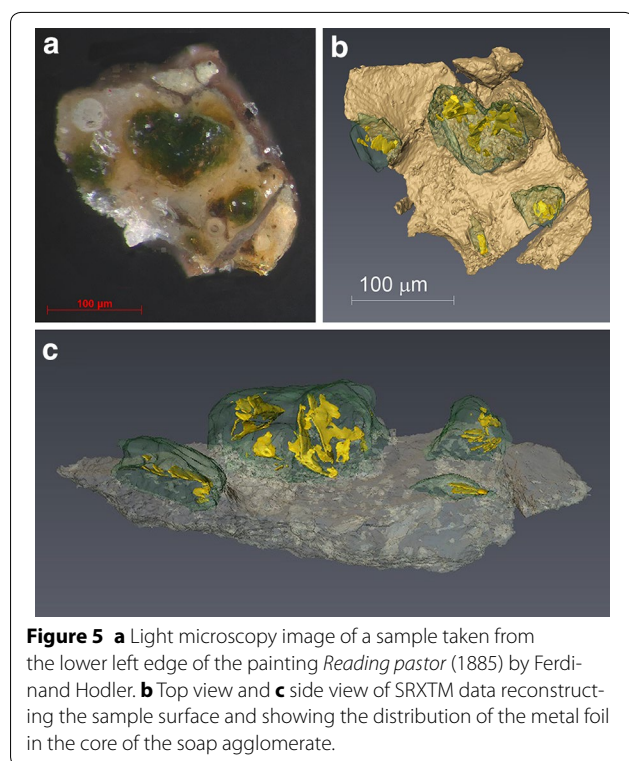 a
b
100 μm
100 μm
c
Figure 5 a Light microscopy image of a sample taken from
the lower left edge of the painting Reading pastor (1885) by Ferdi-
nand Hodler. b Top view and c side view of SRXTM data reconstruct-
ing the sample surface and showing the distribution of the metal foil
in the core of the soap agglomerate.